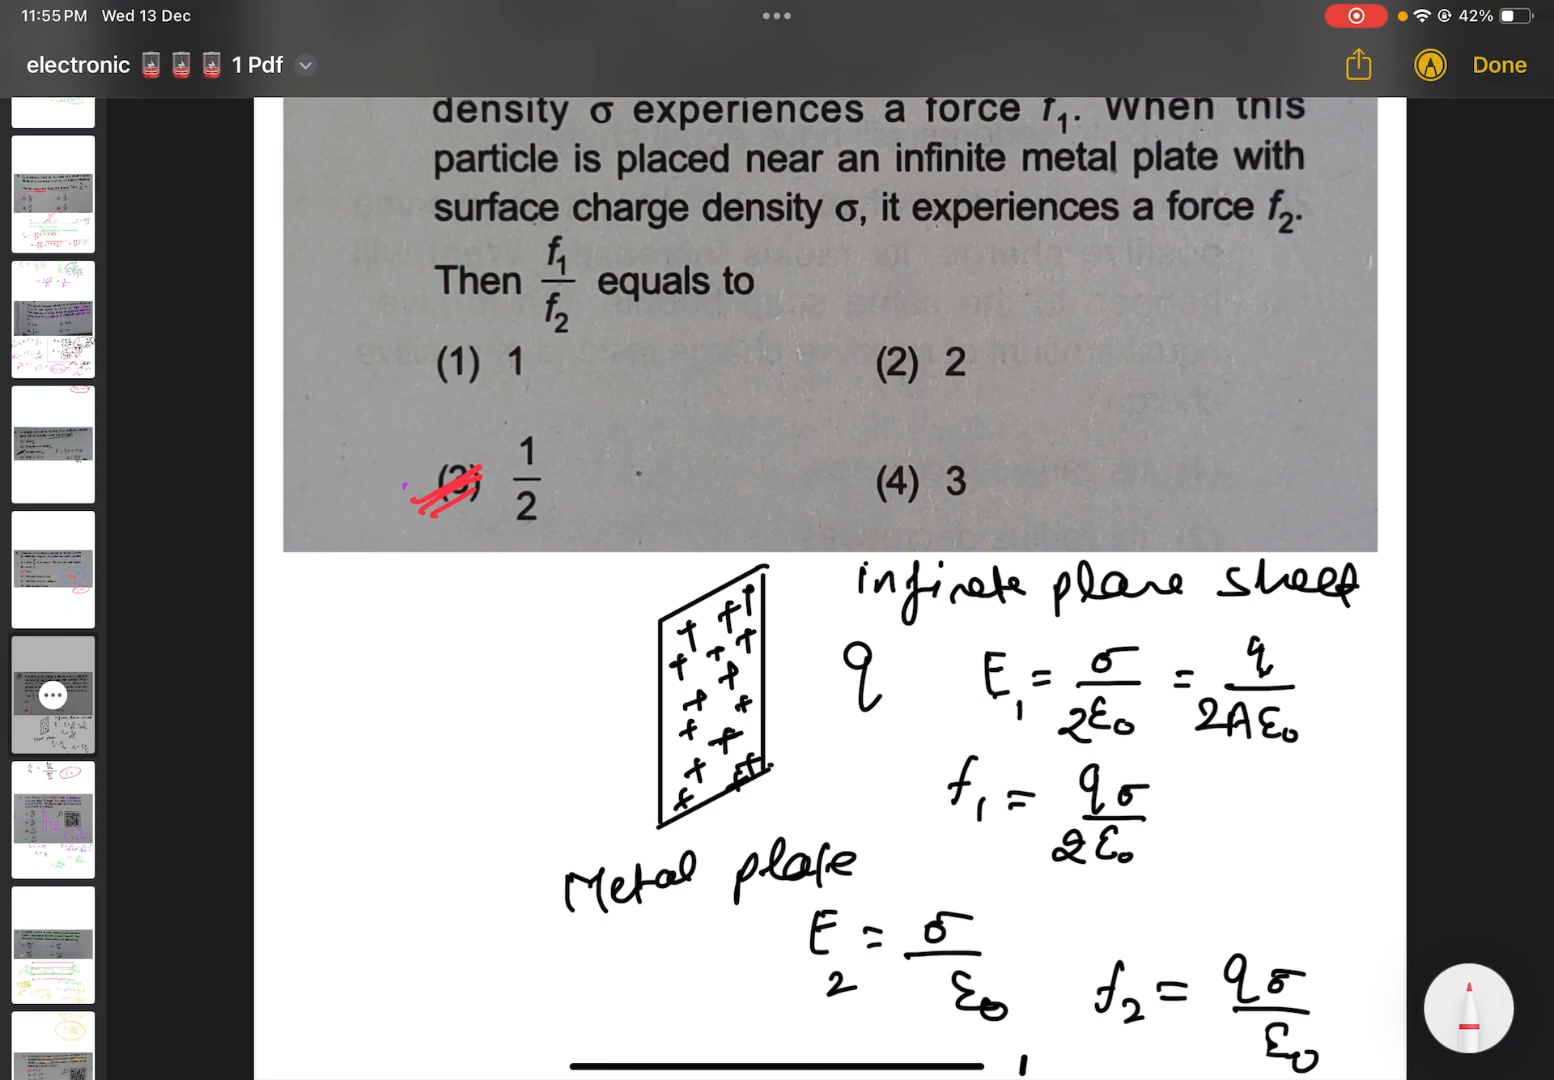 11:55 PM Wed 13 Dec
42%
electronic 1 Pdf
Done
density σ experiences a force f₁. When this
particle is placed near an infinite metal plate with
surface charge density σ, it experiences a force f₂.
Then f₁/f₂ equals to
(1) 1
(2) 2
(3) 1/2
(4) 3
infinate plane sheet
q E₁ = σ/2ε₀ = q/2Aε₀
f₁ = qσ/2ε₀
Metal plate
E₂ = σ/ε₀
f₂ = qσ/ε₀